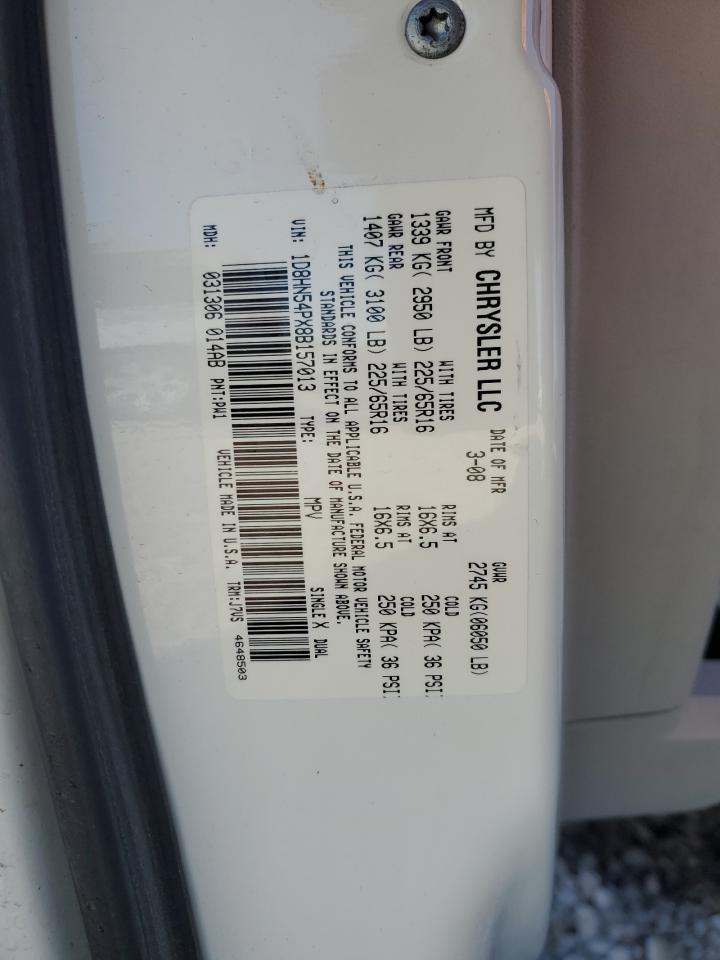 MFD BY CHRYSLER LLC DATE OF MFR 3-08 GVWR 2745 KG(06050 LB)
GAWR FRONT WITH TIRES RIMS AT COLD
1339 KG( 2950 LB) 225/65R16 16X6.5 250 KPA( 36 PSI)
GAWR REAR WITH TIRES RIMS AT COLD
1407 KG( 3100 LB) 225/65R16 16X6.5 250 KPA( 36 PSI)
THIS VEHICLE CONFORMS TO ALL APPLICABLE U.S.A. FEDERAL MOTOR VEHICLE SAFETY
STANDARDS IN EFFECT ON THE DATE OF MANUFACTURE SHOWN ABOVE.
VIN: 1D8HN54PX8B157013 TYPE: MPV SINGLE X DUAL
MDH: 031306 014AB PNT:PW1 VEHICLE MADE IN U.S.A. TRM:J7VS 4648503